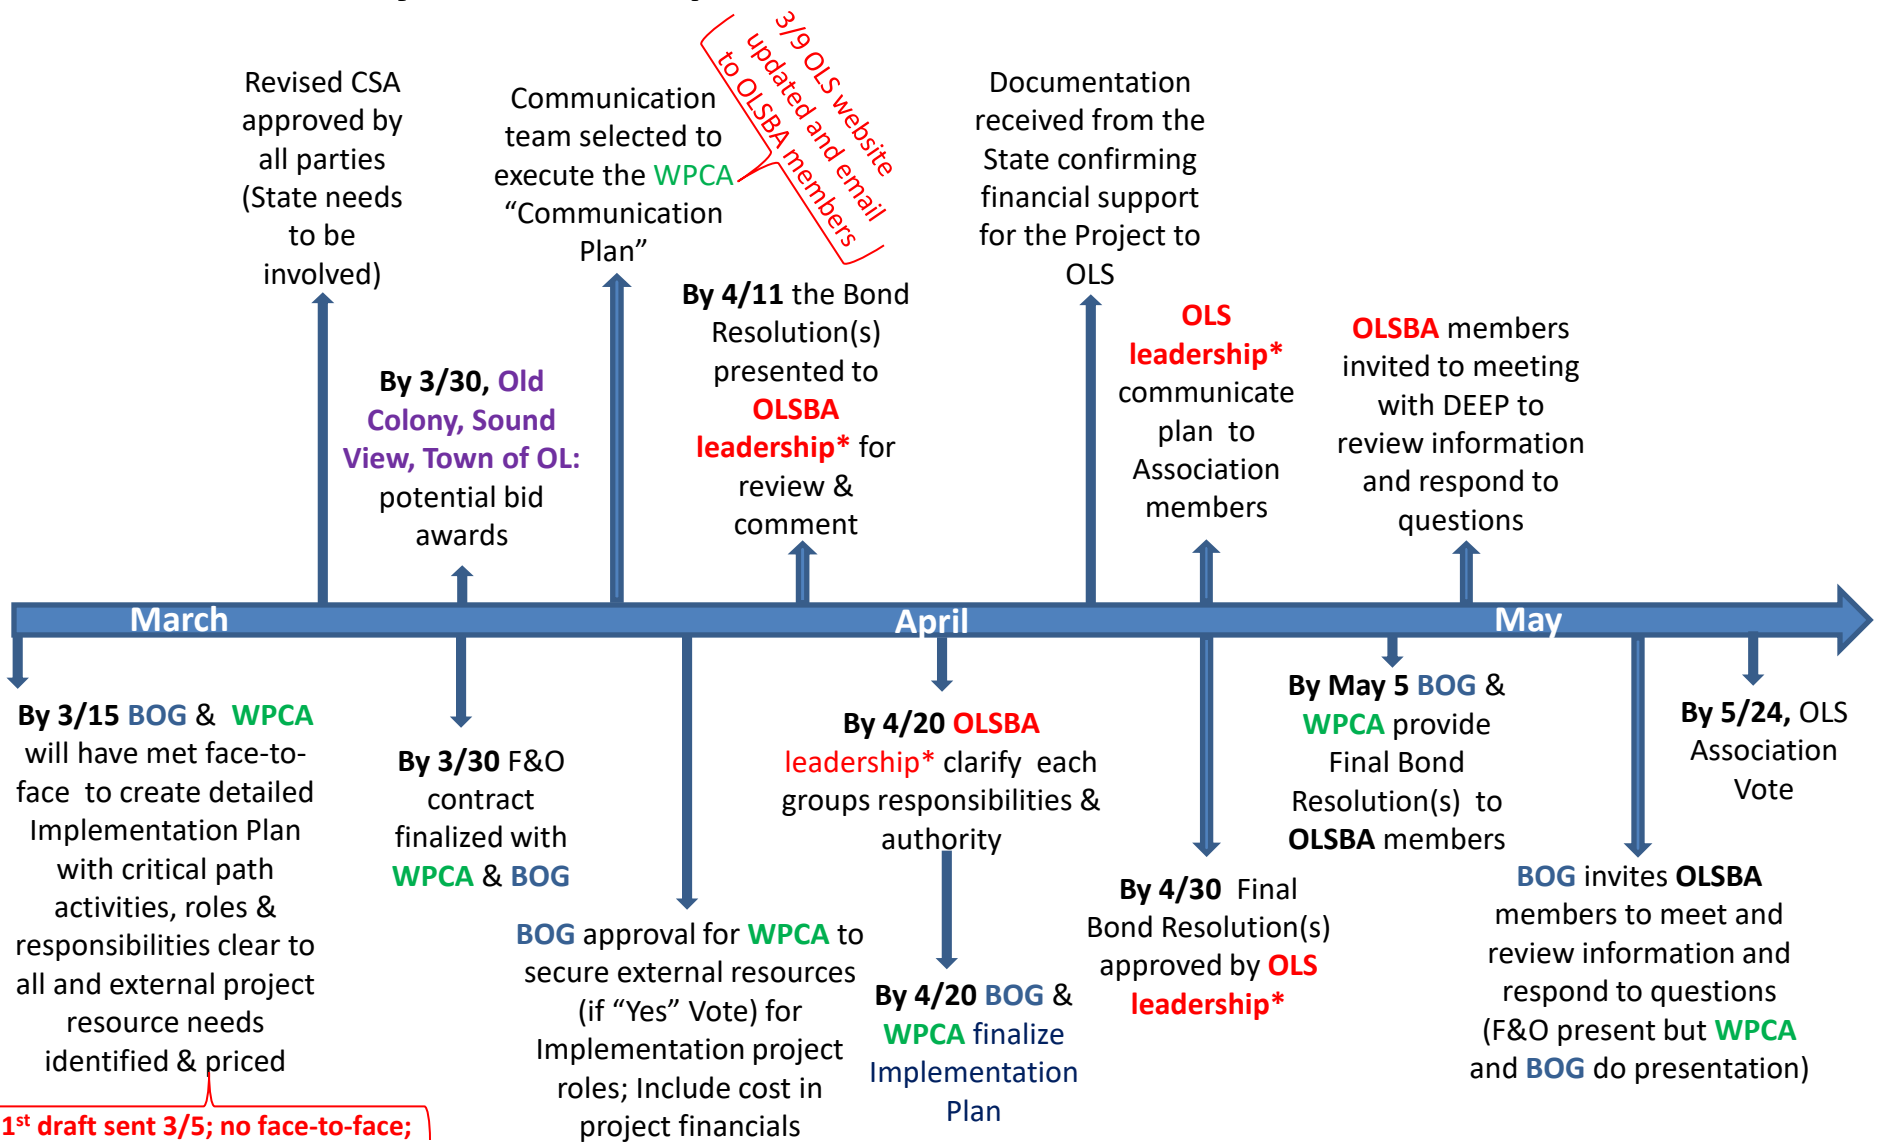 Revised CSA
approved by
all parties
(State needs
to be
involved)
Communication
team selected to
execute the WPCA
“Communication
Plan”
3/9 OLS website
updated and email
to OLSBA members
Documentation
received from the
State confirming
financial support
for the Project to
OLS
By 3/30, Old
Colony, Sound
View, Town of OL:
potential bid
awards
By 4/11 the Bond
Resolution(s)
presented to
OLSBA
leadership* for
review &
comment
OLS
leadership*
communicate
plan to
Association
members
OLSBA members
invited to meeting
with DEEP to
review information
and respond to
questions
March
April
May
By 3/15 BOG & WPCA
will have met face-to-
face to create detailed
Implementation Plan
with critical path
activities, roles &
responsibilities clear to
all and external project
resource needs
identified & priced
1st draft sent 3/5; no face-to-face;
By 3/30 F&O
contract
finalized with
WPCA & BOG
BOG approval for WPCA to
secure external resources
(if “Yes” Vote) for
Implementation project
roles; Include cost in
project financials
By 4/20 OLSBA
leadership* clarify each
groups responsibilities &
authority
By 4/20 BOG &
WPCA finalize
Implementation
Plan
By 4/30 Final
Bond Resolution(s)
approved by OLS
leadership*
By May 5 BOG &
WPCA provide
Final Bond
Resolution(s) to
OLSBA members
BOG invites OLSBA
members to meet and
review information and
respond to questions
(F&O present but WPCA
and BOG do presentation)
By 5/24, OLS
Association
Vote